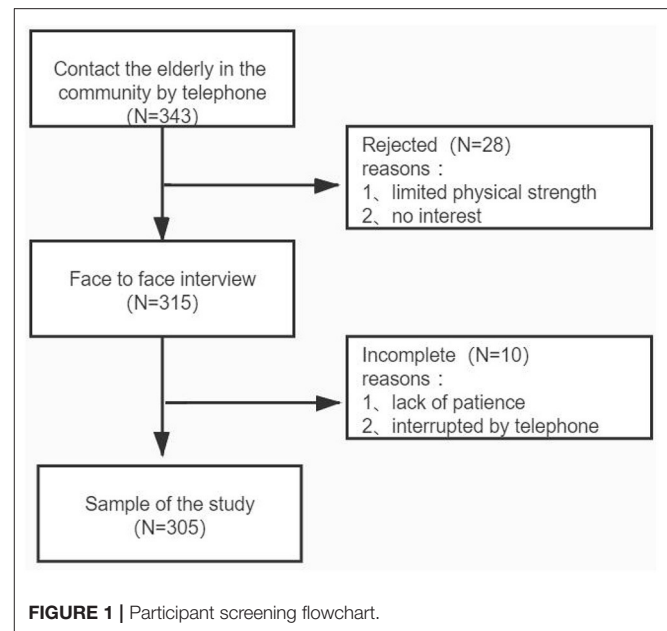 Contact the elderly in the
community by telephone
(N=343)
Rejected (N=28)
reasons :
1、limited physical strength
2、no interest
Face to face interview
(N=315)
Incomplete (N=10)
reasons :
1、lack of patience
2、interrupted by telephone
Sample of the study
(N=305)
FIGURE 1 | Participant screening flowchart.